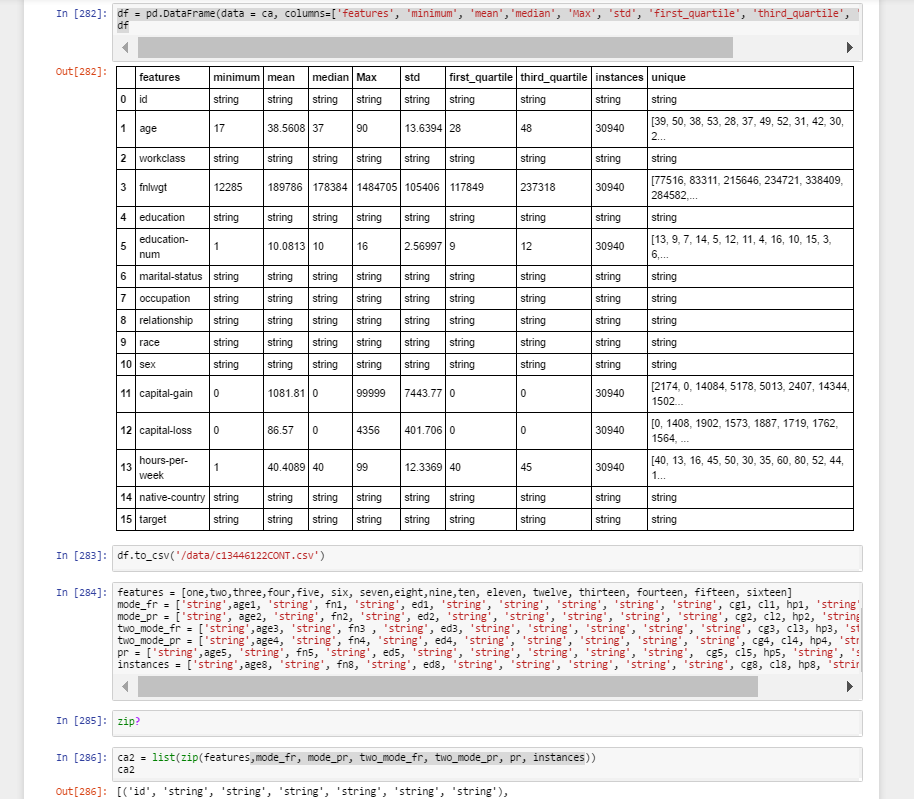 In [282]: df = pd.DataFrame(data = ca, columns=['features', 'minimum', 'mean','median', 'Max', 'std', 'first_quartile', 'third_quartile',
df
Out[282]:
features minimum mean median Max std first_quartile third_quartile instances unique
0 id string string string string string string string string string
1 age 17 38.5608 37 90 13.6394 28 48 30940 [39, 50, 38, 53, 28, 37, 49, 52, 31, 42, 30,
2...
2 workclass string string string string string string string string string
3 fnlwgt 12285 189786 178384 1484705 105406 117849 237318 30940 [77516, 83311, 215646, 234721, 338409,
284582,...
4 education string string string string string string string string string
5 education-num 1 10.0813 10 16 2.56997 9 12 30940 [13, 9, 7, 14, 5, 12, 11, 4, 16, 10, 15, 3,
6,...
6 marital-status string string string string string string string string string
7 occupation string string string string string string string string string
8 relationship string string string string string string string string string
9 race string string string string string string string string string
10 sex string string string string string string string string string
11 capital-gain 0 1081.81 0 99999 7443.77 0 0 30940 [2174, 0, 14084, 5178, 5013, 2407, 14344,
1502...
12 capital-loss 0 86.57 0 4356 401.706 0 0 30940 [0, 1408, 1902, 1573, 1887, 1719, 1762,
1564, ...
13 hours-per-week 1 40.4089 40 99 12.3369 40 45 30940 [40, 13, 16, 45, 50, 30, 35, 60, 80, 52, 44,
1...
14 native-country string string string string string string string string string
15 target string string string string string string string string string
In [283]: df.to_csv('/data/c13446122CONT.csv')
In [284]: features = [one,two,three,four,five, six, seven,eight,nine,ten, eleven, twelve, thirteen, fourteen, fifteen, sixteen]
mode_fr = ['string',age1, 'string', fn1, 'string', ed1, 'string', 'string', 'string', 'string', 'string', cg1, cl1, hp1, 'string'
mode_pr = ['string', age2, 'string', fn2, 'string', ed2, 'string', 'string', 'string', 'string', 'string', cg2, cl2, hp2, 'string
two_mode_fr = ['string',age3, 'string', fn3 , 'string', ed3, 'string', 'string', 'string', 'string', 'string', cg3, cl3, hp3, 'st
two_mode_pr = ['string',age4, 'string', fn4, 'string', ed4, 'string', 'string', 'string', 'string', 'string', cg4, cl4, hp4, 'str
pr = ['string',age5, 'string', fn5, 'string', ed5, 'string', 'string', 'string', 'string', 'string', cg5, cl5, hp5, 'string', 's
instances = ['string',age8, 'string', fn8, 'string', ed8, 'string', 'string', 'string', 'string', 'string', cg8, cl8, hp8, 'strin
In [285]: zip?
In [286]: ca2 = list(zip(features,mode_fr, mode_pr, two_mode_fr, two_mode_pr, pr, instances))
ca2
Out[286]: [('id', 'string', 'string', 'string', 'string', 'string', 'string'),